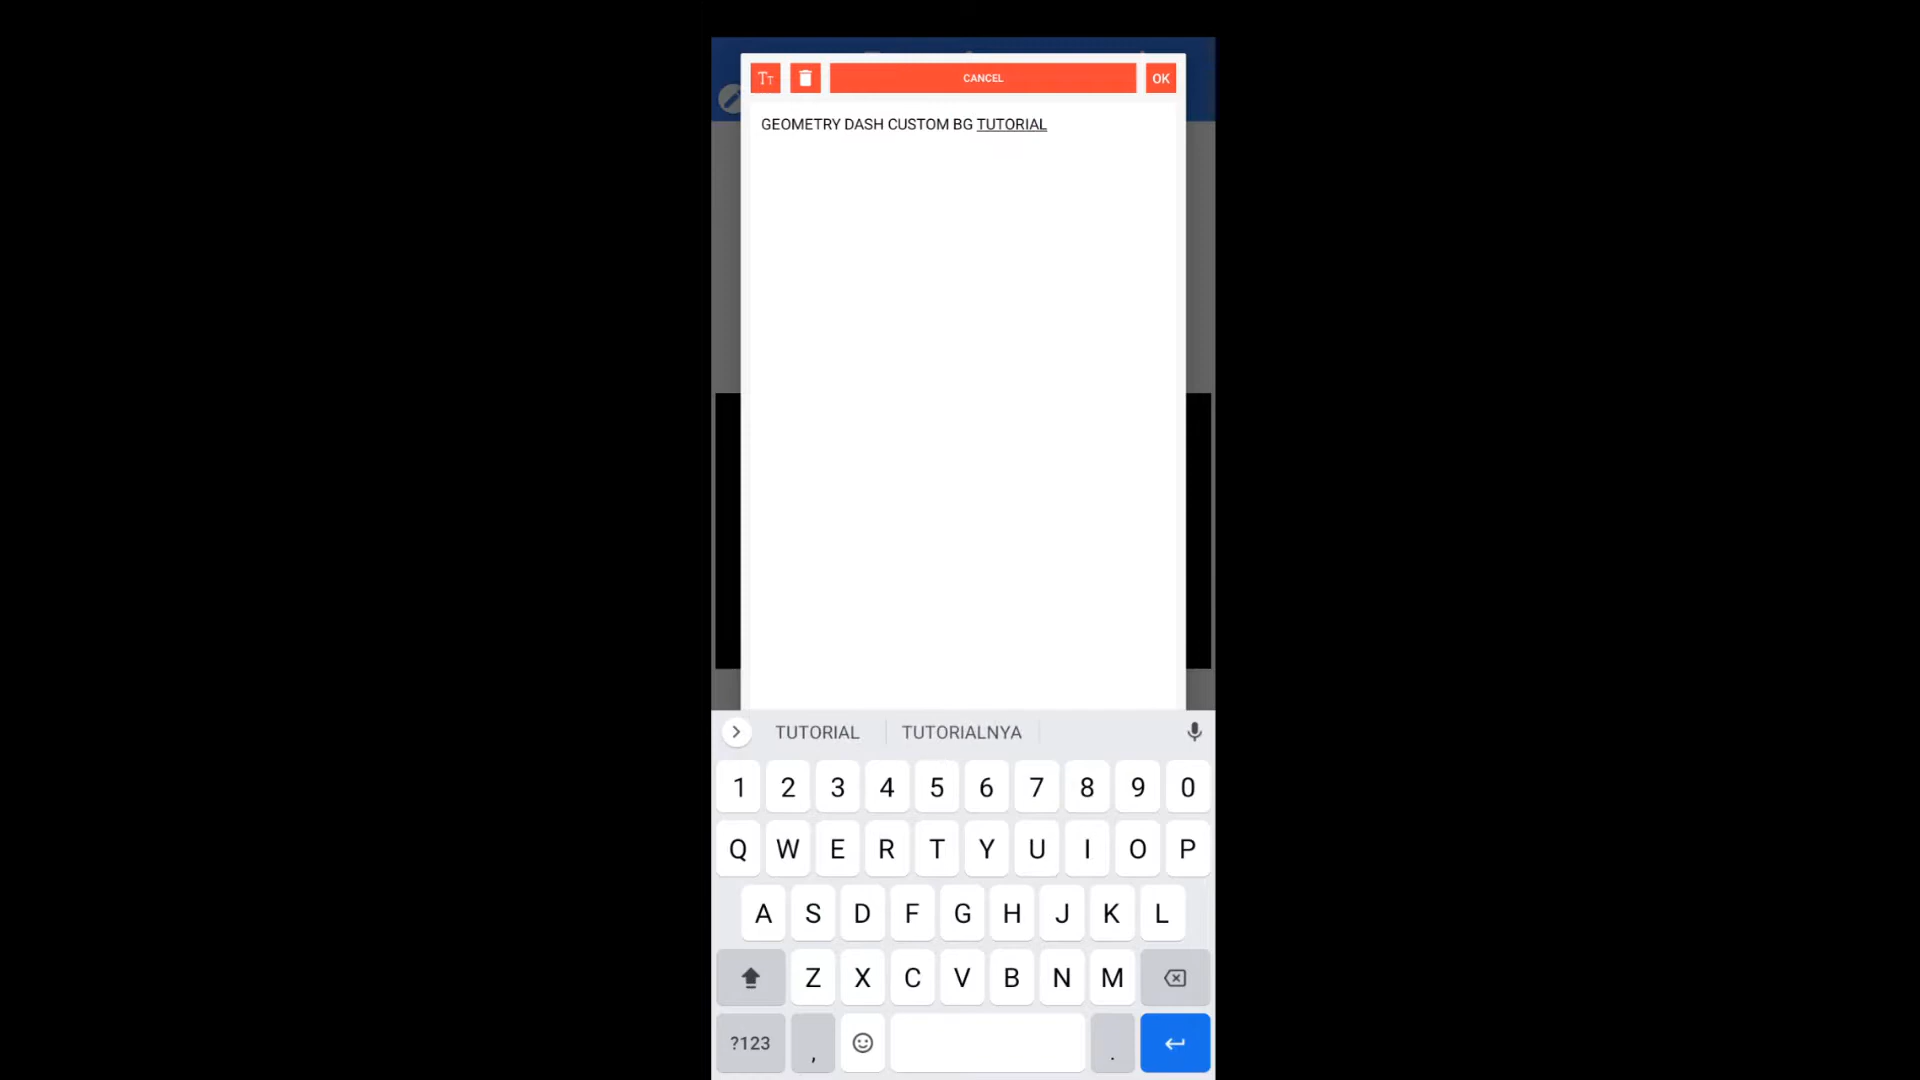 TT CANCEL OK
GEOMETRY DASH CUSTOM BG TUTORIAL
TUTORIAL TUTORIALNYA
1 2 3 4 5 6 7 8 9 0
Q W E R T Y U I O P
A S D F G H J K L
Z X C V B N M
?123 , .